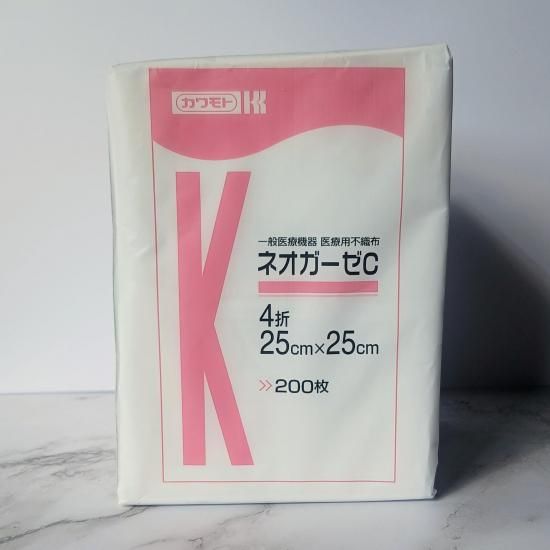 カワモト
K
一般医療機器 医療用不織布
ネオガーゼC
4折
25cm×25cm
>>200枚